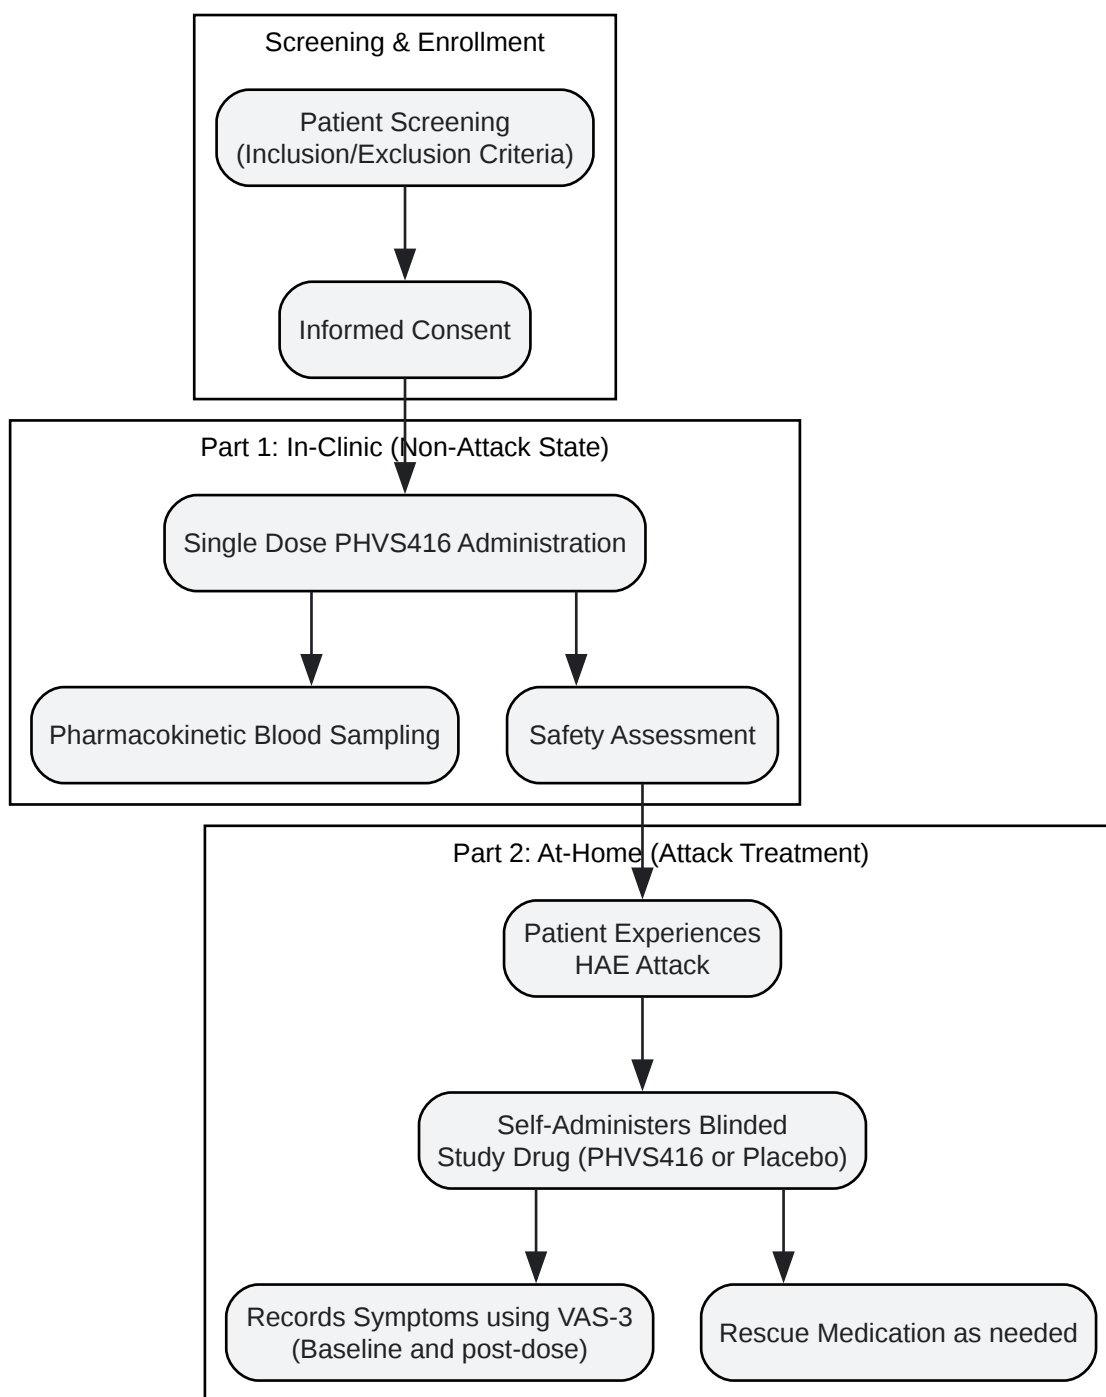 Screening & Enrollment
Patient Screening
(Inclusion/Exclusion Criteria)
Informed Consent
Part 1: In-Clinic (Non-Attack State)
Single Dose PHVS416 Administration
Pharmacokinetic Blood Sampling
Safety Assessment
Part 2: At-Home (Attack Treatment)
Patient Experiences
HAE Attack
Self-Administers Blinded
Study Drug (PHVS416 or Placebo)
Records Symptoms using VAS-3
(Baseline and post-dose)
Rescue Medication as needed